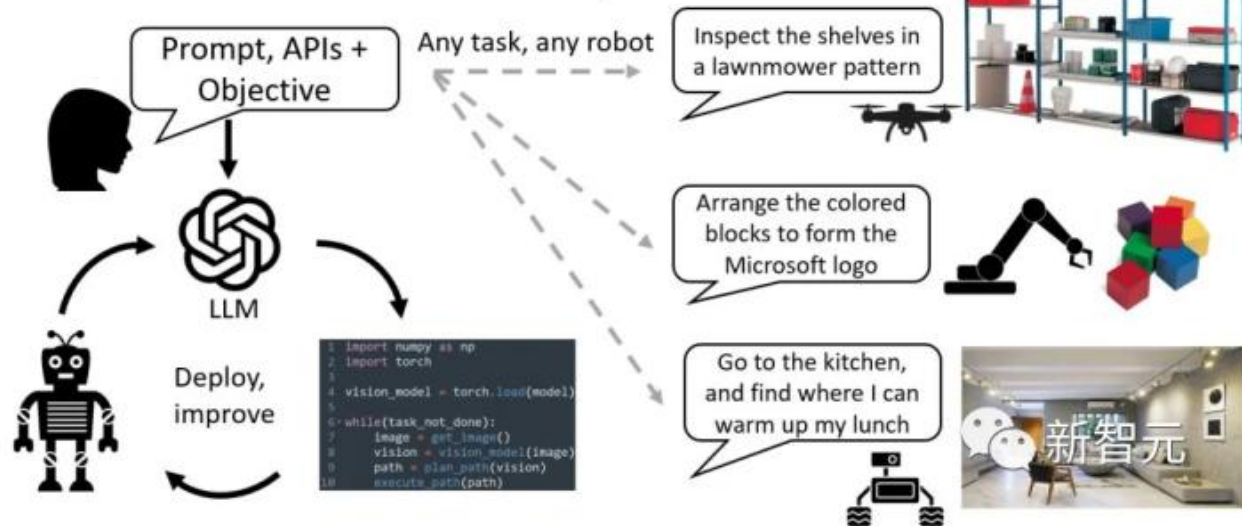 Prompt, APIs +
Objective
Any task, any robot
Inspect the shelves in
a lawnmower pattern
LLM
Arrange the colored
blocks to form the
Microsoft logo
Deploy,
improve
1 import numpy as np
2 import torch
3
4 vision_model = torch.load(model)
5
6 while(task_not_done):
7 image = get_image()
8 vision = vision_model(image)
9 path = plan_path(vision)
10 execute_path(path)
Go to the kitchen,
and find where I can
warm up my lunch
新智元